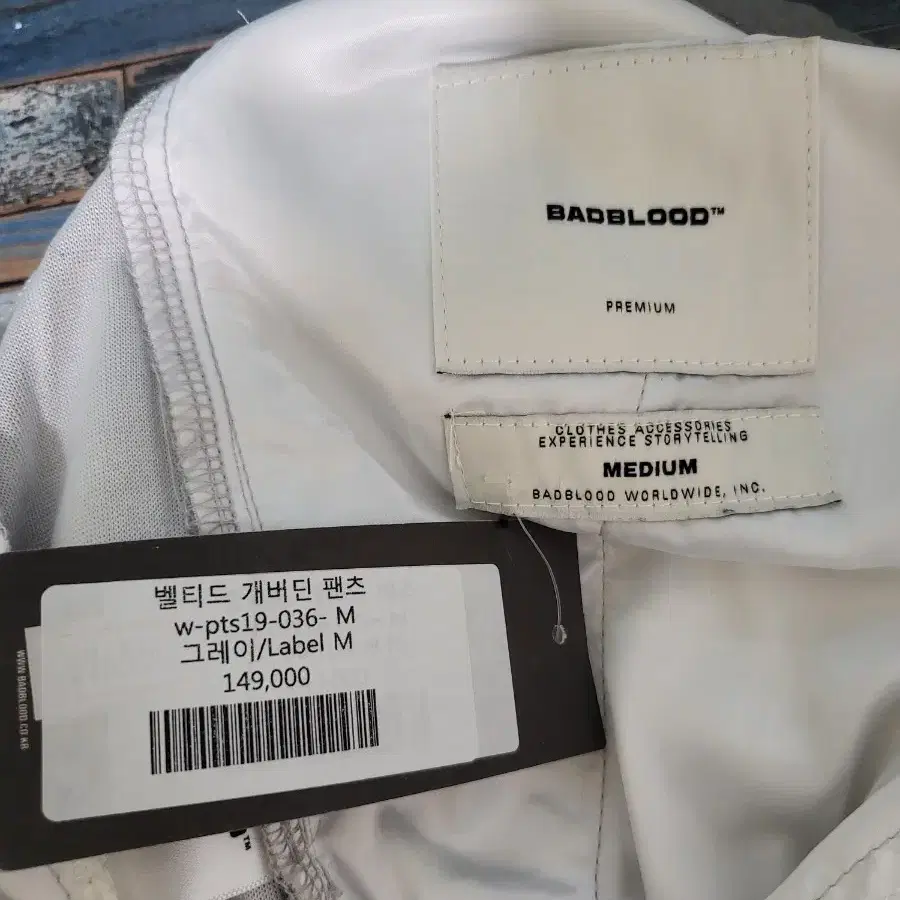 BADBLOOD™
PREMIUM
CLOTHES ACCESSORIES
EXPERIENCE STORYTELLING
MEDIUM
BADBLOOD WORLDWIDE, INC.
벨티드 개버딘 팬츠
w-pts19-036- M
그레이/Label M
149,000
WWW.BADBLOOD.CO.KR
™